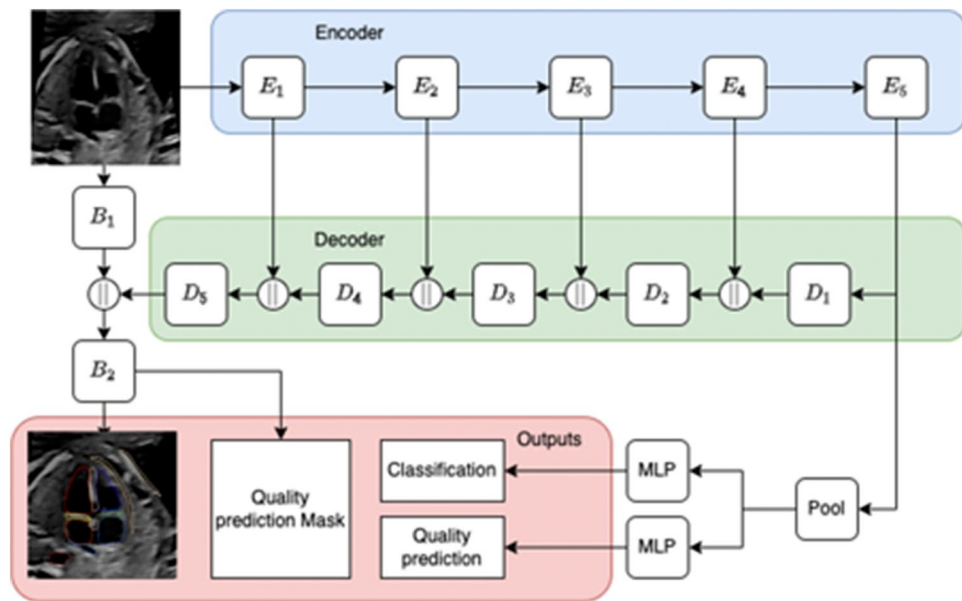 Encoder
E₁
E₂
E₃
E₄
E₅
B₁
Decoder
||
D₅
||
D₄
||
D₃
||
D₂
||
D₁
B₂
Outputs
Quality
prediction Mask
Classification
MLP
Pool
Quality
prediction
MLP